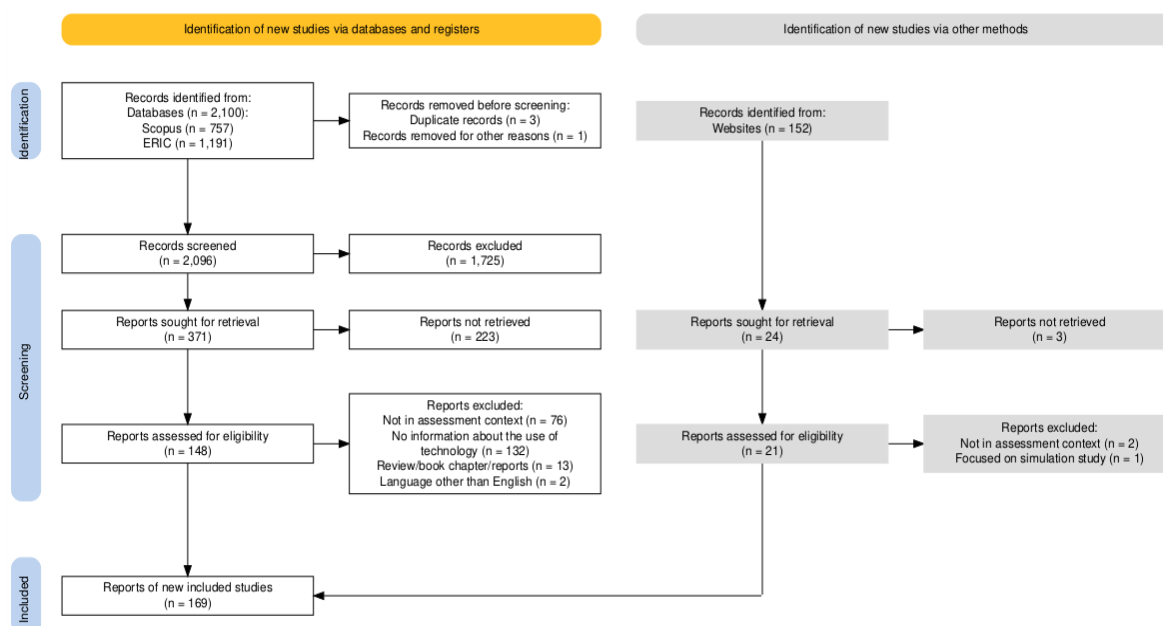 Identification of new studies via databases and registers
Identification of new studies via other methods
Identification
Records identified from:
Databases (n = 2,100):
Scopus (n = 757)
ERIC (n = 1,191)
Records removed before screening:
Duplicate records (n = 3)
Records removed for other reasons (n = 1)
Records identified from:
Websites (n = 152)
Screening
Records screened
(n = 2,096)
Records excluded
(n = 1,725)
Reports sought for retrieval
(n = 371)
Reports not retrieved
(n = 223)
Reports sought for retrieval
(n = 24)
Reports not retrieved
(n = 3)
Reports assessed for eligibility
(n = 148)
Reports excluded:
Not in assessment context (n = 76)
No information about the use of
technology (n = 132)
Review/book chapter/reports (n = 13)
Language other than English (n = 2)
Reports assessed for eligibility
(n = 21)
Reports excluded:
Not in assessment context (n = 2)
Focused on simulation study (n = 1)
Included
Reports of new included studies
(n = 169)